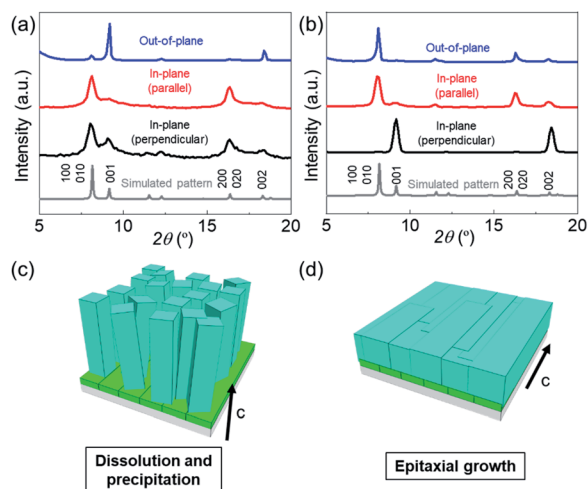 (a)
Intensity (a.u.)
Out-of-plane
In-plane
(parallel)
In-plane
(perpendicular)
100
010
001
Simulated pattern
200
020
002
5 10 15 20
2θ (º)
(b)
Intensity (a.u.)
Out-of-plane
In-plane
(parallel)
In-plane
(perpendicular)
100
010
001
Simulated pattern
200
020
002
5 10 15 20
2θ (º)
(c)
C
Dissolution and
precipitation
(d)
C
Epitaxial growth